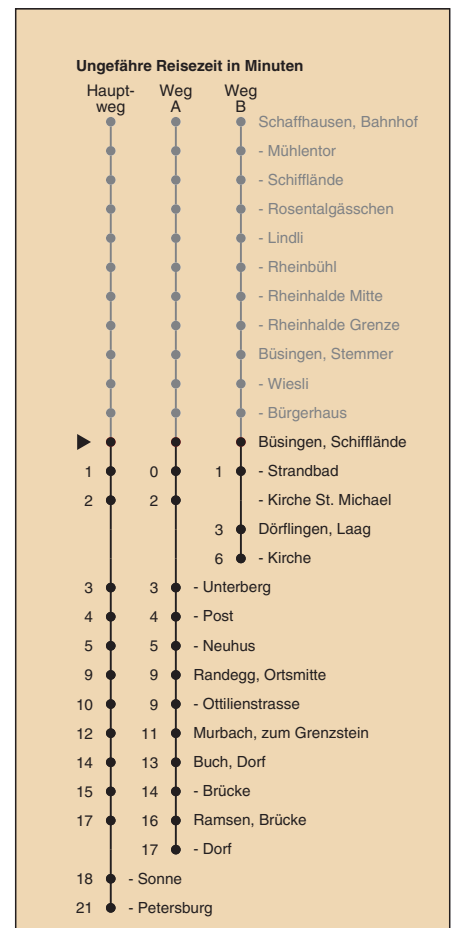 Ungefähre Reisezeit in Minuten
Haupt- Weg Weg
weg A B
Schaffhausen, Bahnhof
- Mühlentor
- Schifflände
- Rosentalgässchen
- Lindli
- Rheinbühl
- Rheinhalde Mitte
- Rheinhalde Grenze
Büsingen, Stemmer
- Wiesli
- Bürgerhaus
Büsingen, Schifflände
1 0 1 - Strandbad
2 2 - Kirche St. Michael
3 Dörflingen, Laag
6 - Kirche
3 3 - Unterberg
4 4 - Post
5 5 - Neuhus
9 9 Randegg, Ortsmitte
10 9 - Ottilienstrasse
12 11 Murbach, zum Grenzstein
14 13 Buch, Dorf
15 14 - Brücke
17 16 Ramsen, Brücke
17 - Dorf
18 - Sonne
21 - Petersburg